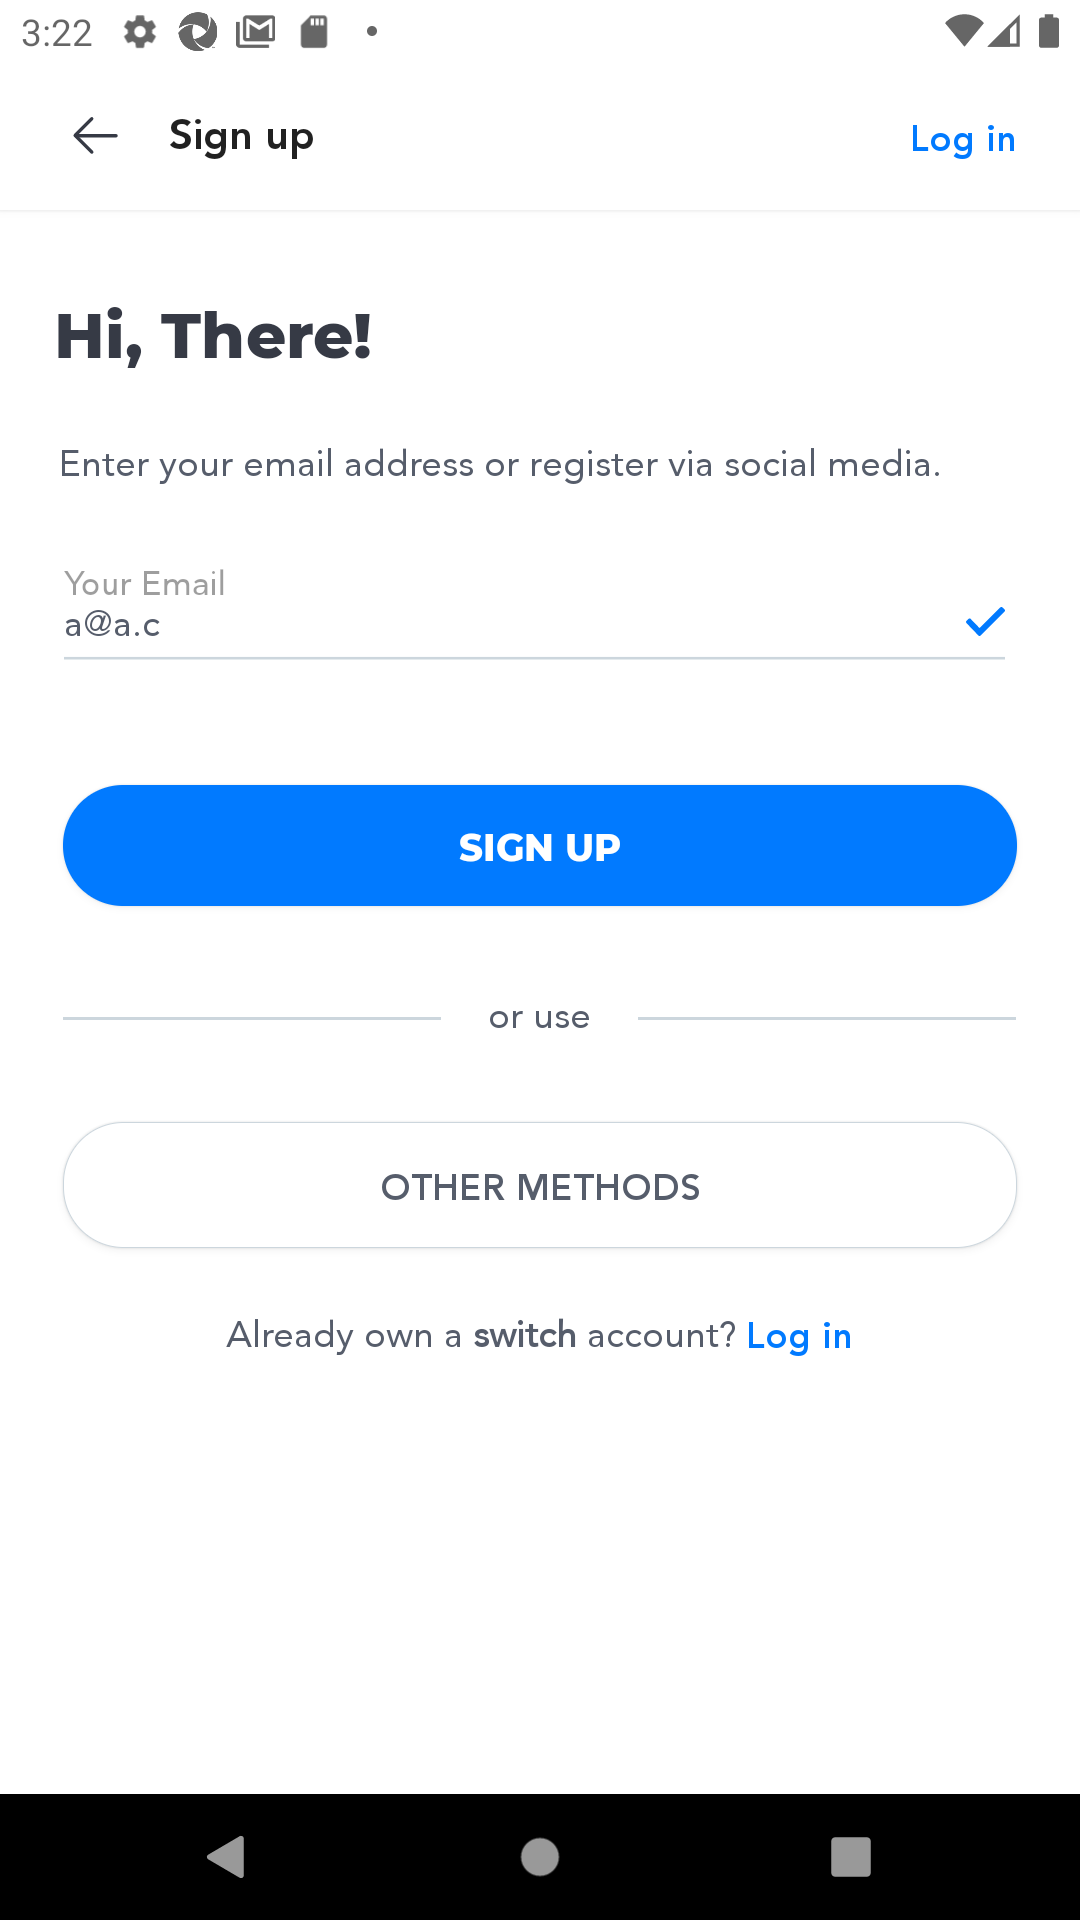 3:22
Sign up
Log in
Hi, There!
Enter your email address or register via social media.
Your Email
a@a.c
SIGN UP
or use
OTHER METHODS
Already own a switch account? Log in